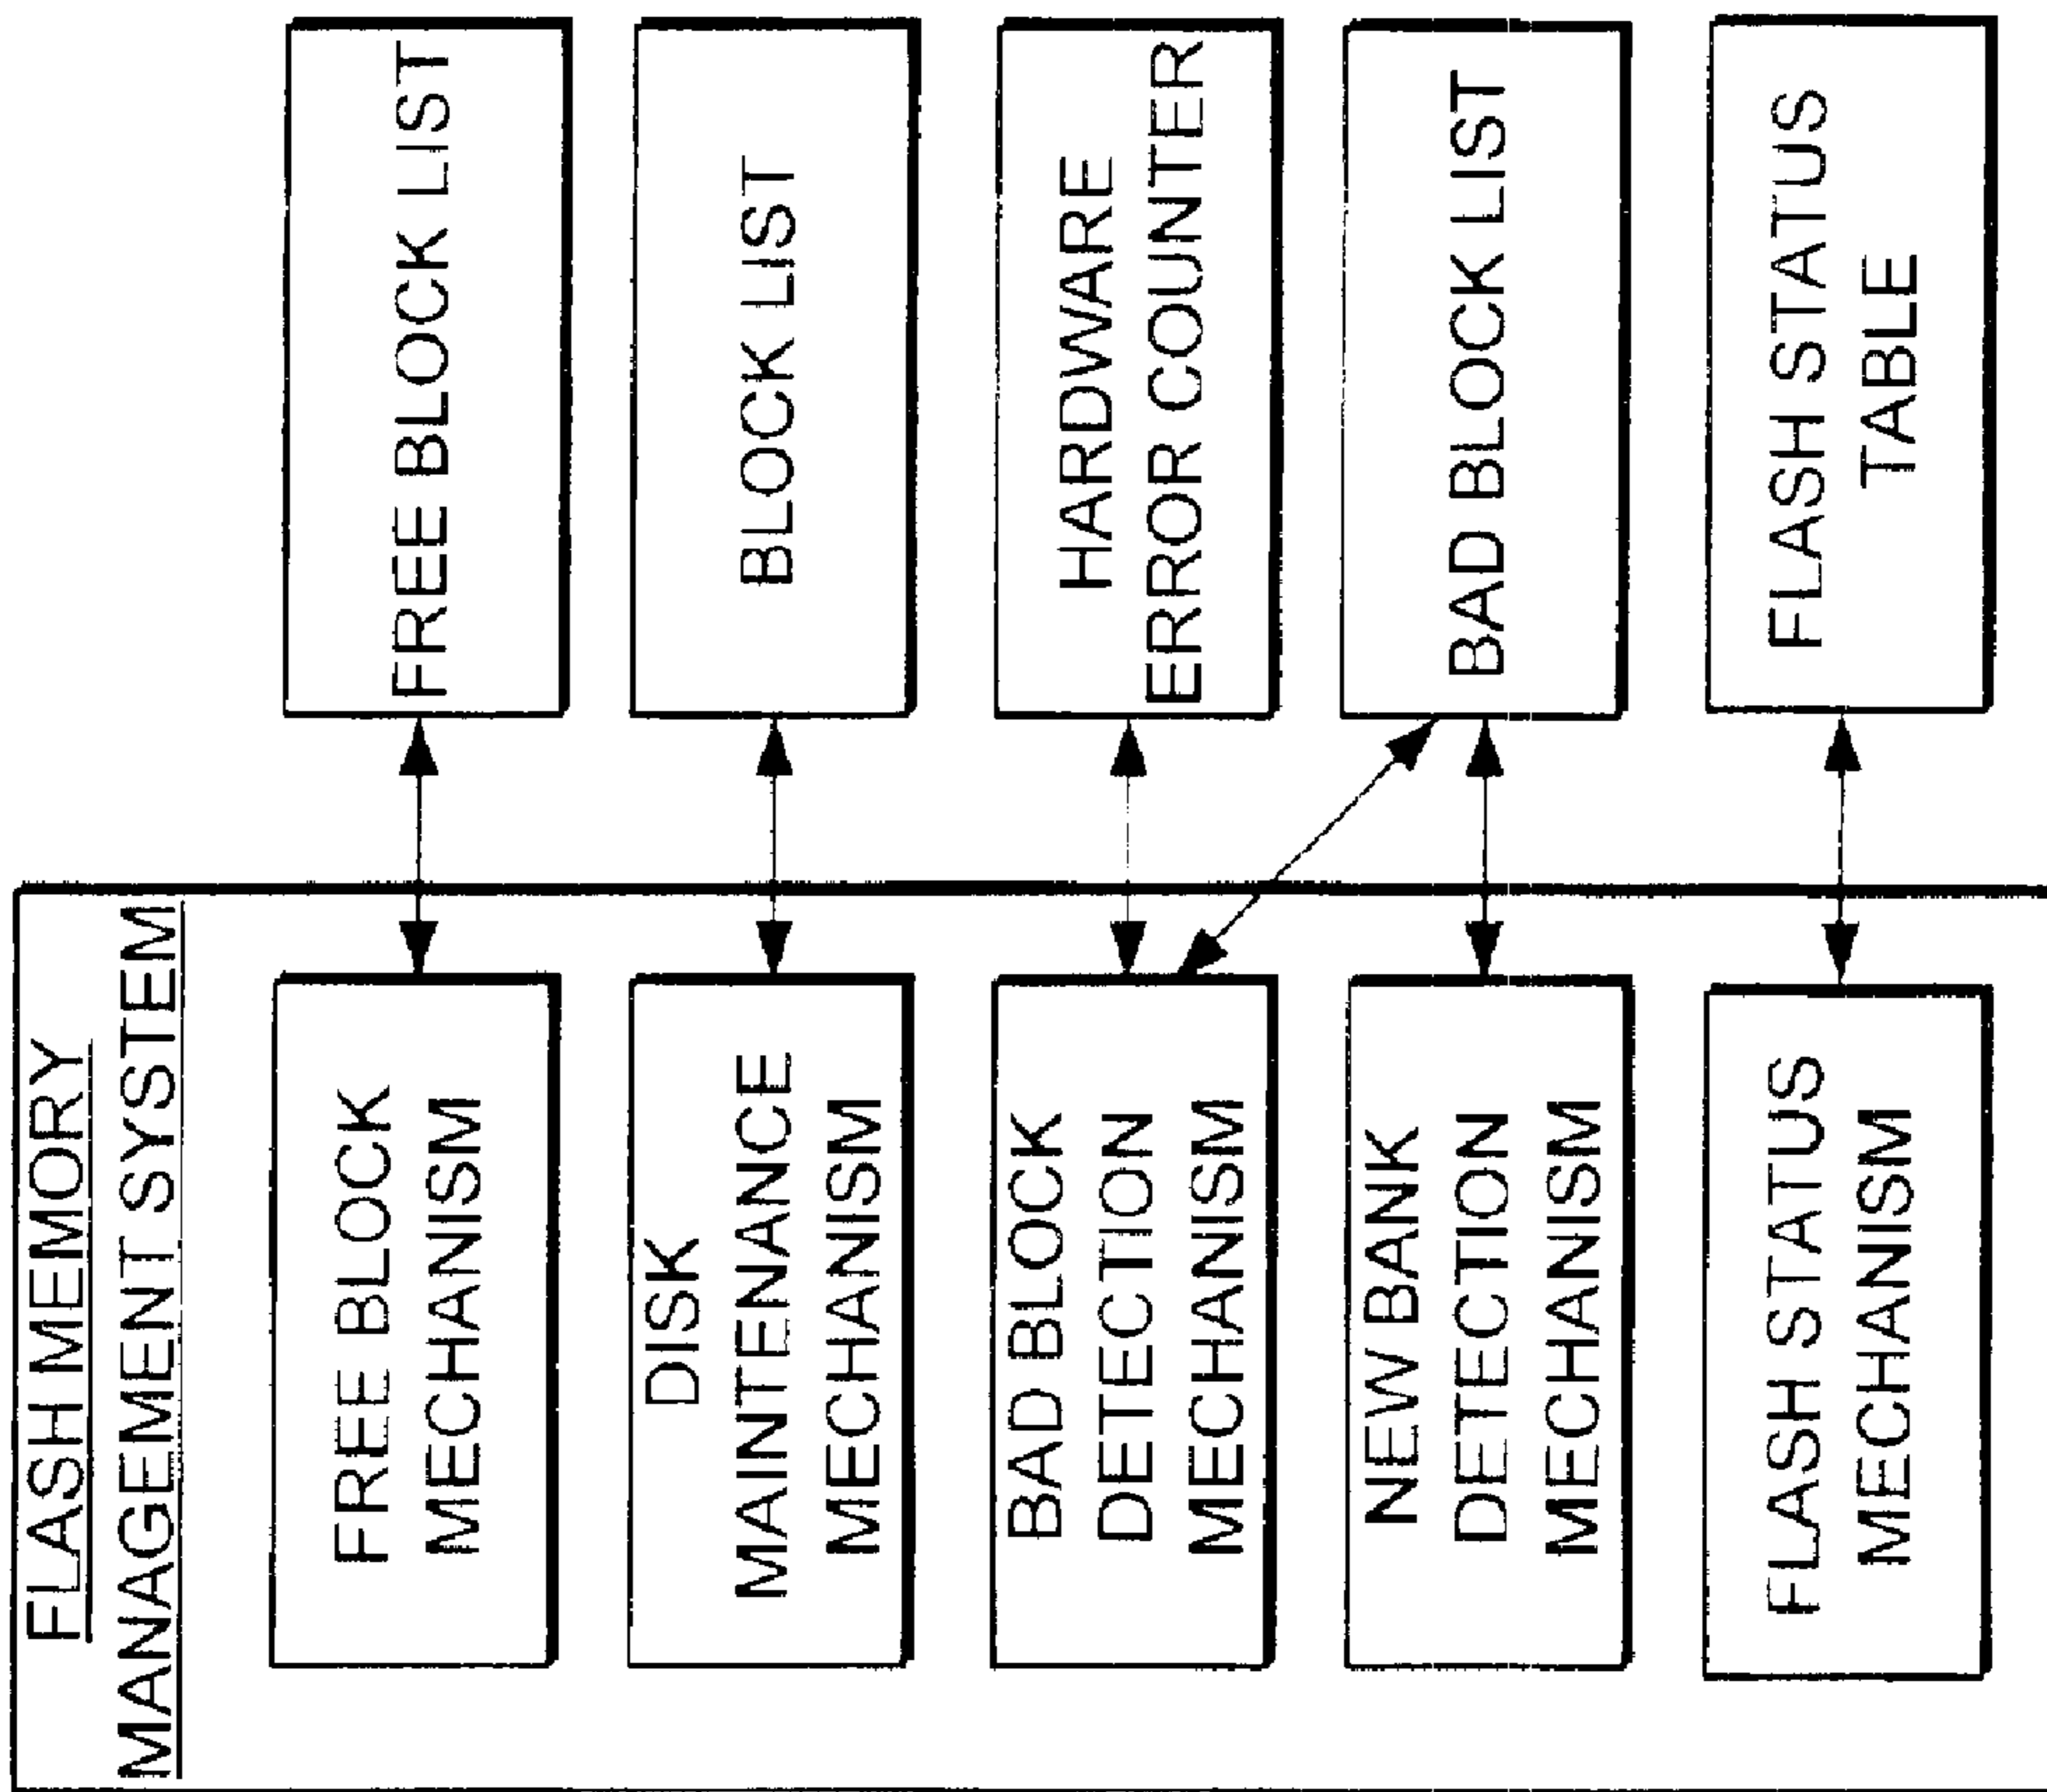 FLASH MEMORY
MANAGEMENT SYSTEM
FREE BLOCK
MECHANISM
FREE BLOCK LIST
DISK
MAINTENANCE
MECHANISM
BLOCK LIST
BAD BLOCK
DETECTION
MECHANISM
HARDWARE
ERROR COUNTER
NEW BANK
DETECTION
MECHANISM
BAD BLOCK LIST
FLASH STATUS
MECHANISM
FLASH STATUS
TABLE